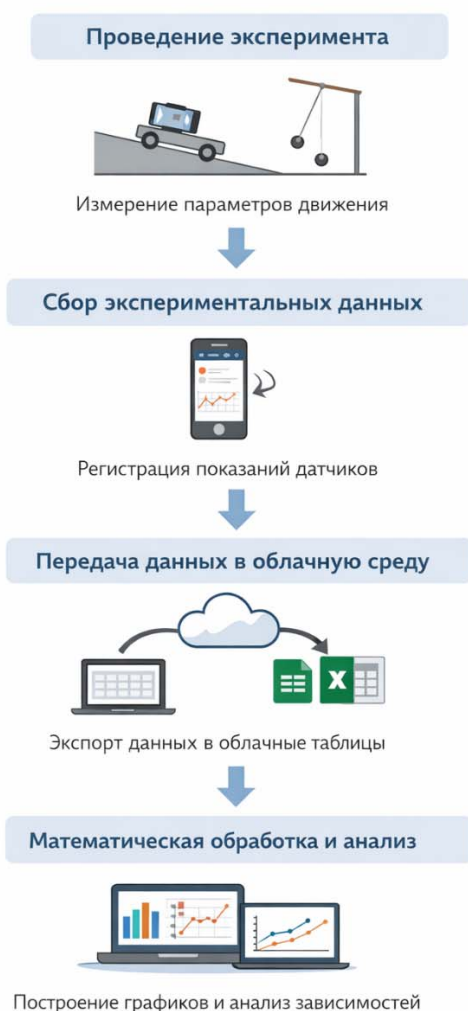 Проведение эксперимента
Измерение параметров движения
Сбор экспериментальных данных
Регистрация показаний датчиков
Передача данных в облачную среду
X
Экспорт данных в облачные таблицы
Математическая обработка и анализ
Построение графиков и анализ зависимостей